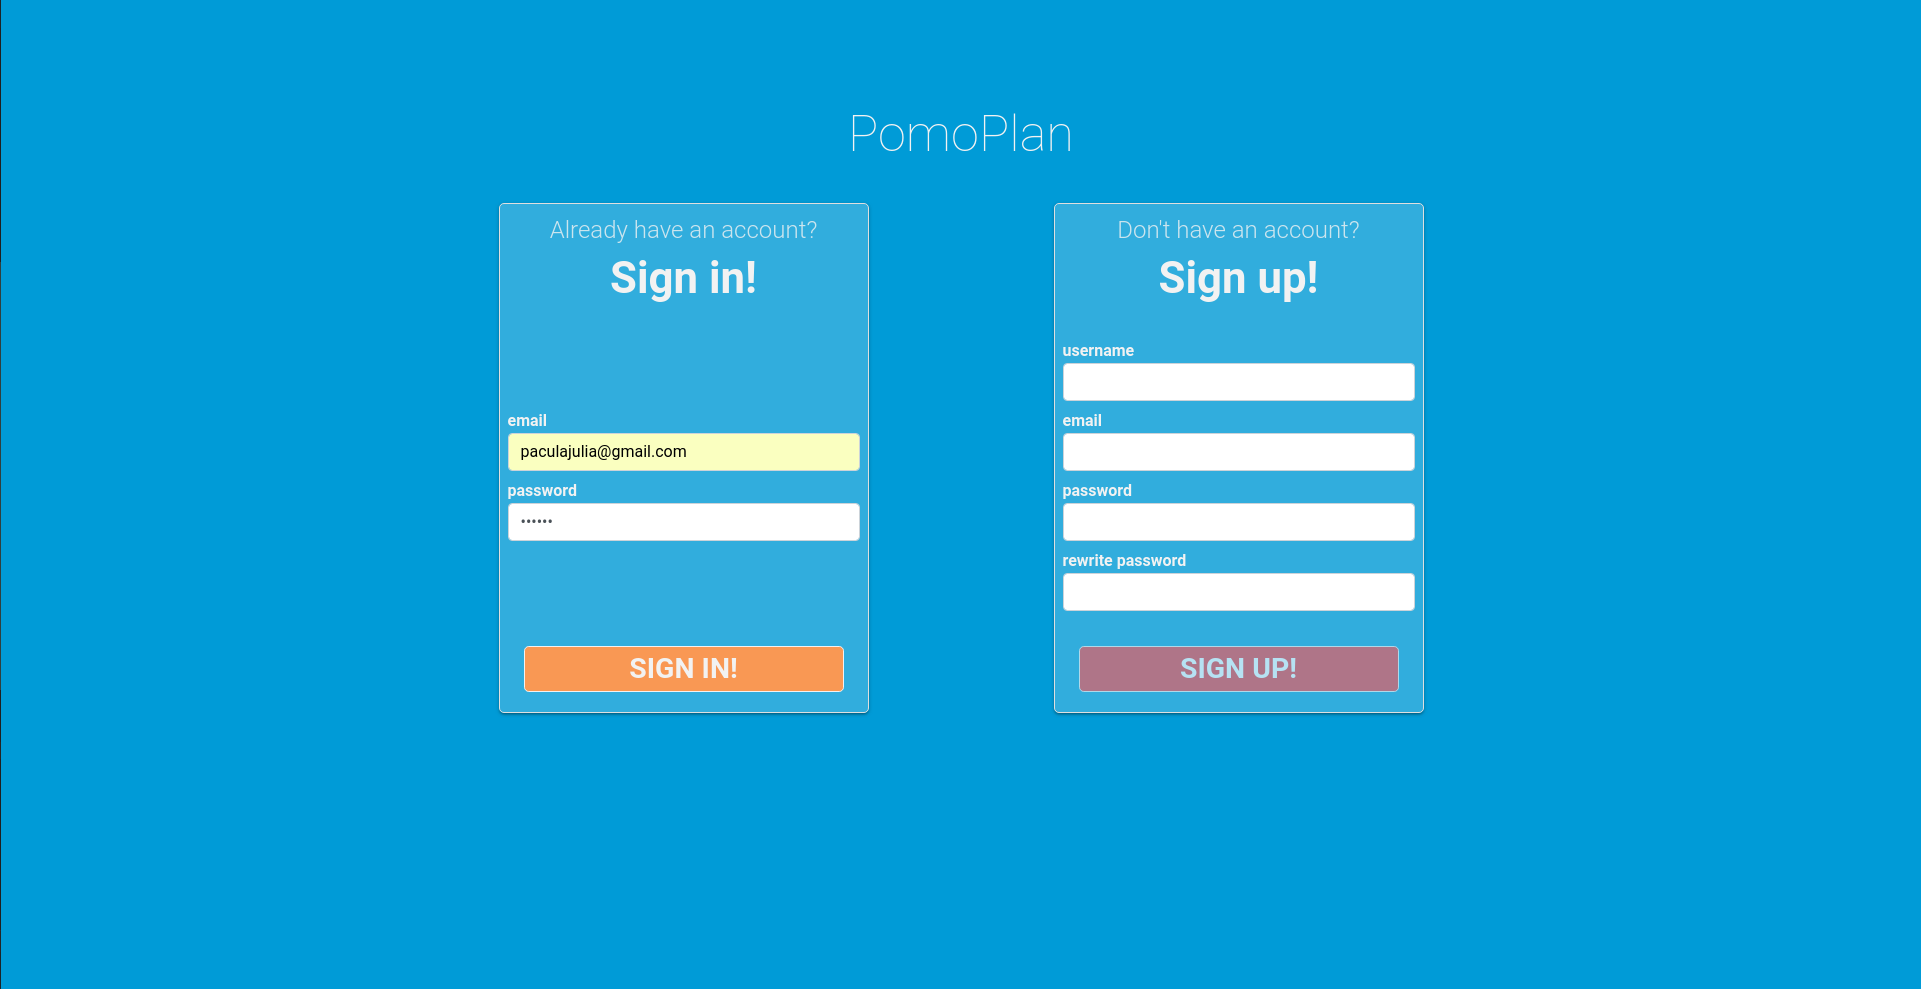 PomoPlan
Already have an account?
Sign in!
email
paculajulia@gmail.com
password
••••••
SIGN IN!
Don't have an account?
Sign up!
username
email
password
rewrite password
SIGN UP!